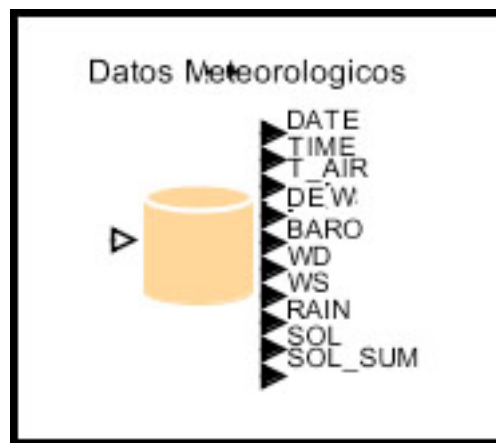 Datos Meteorologicos
DATE
TIME
T_AIR
DEW
BARO
WD
WS
RAIN
SOL
SOL_SUM